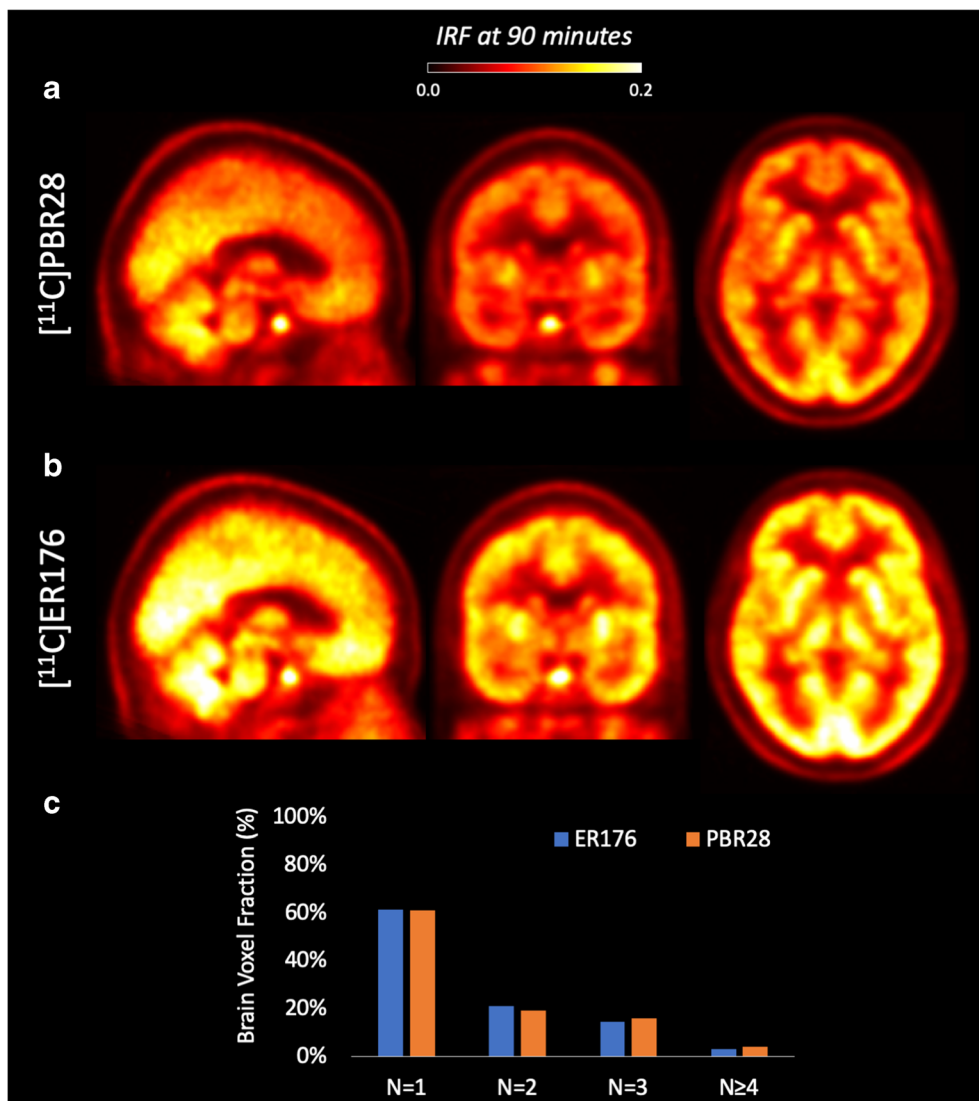 IRF at 90 minutes
0.0 0.2
a
[¹¹C]PBR28
b
[¹¹C]ER176
c
Brain Voxel Fraction (%)
100%
80%
60%
40%
20%
0%
ER176 PBR28
N=1 N=2 N=3 N≥4